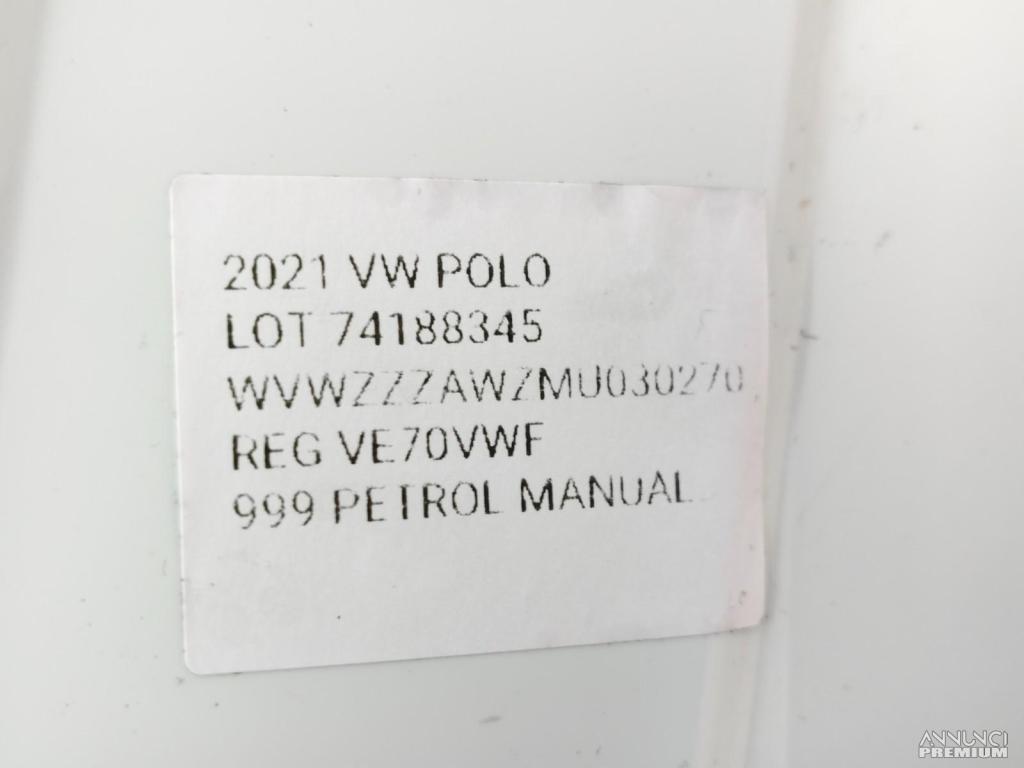 2021 VW POLO
LOT 74188345
WVWZZZAWZMU030270
REG VE70VWF
999 PETROL MANUAL
ANNUNCI
PREMIUM